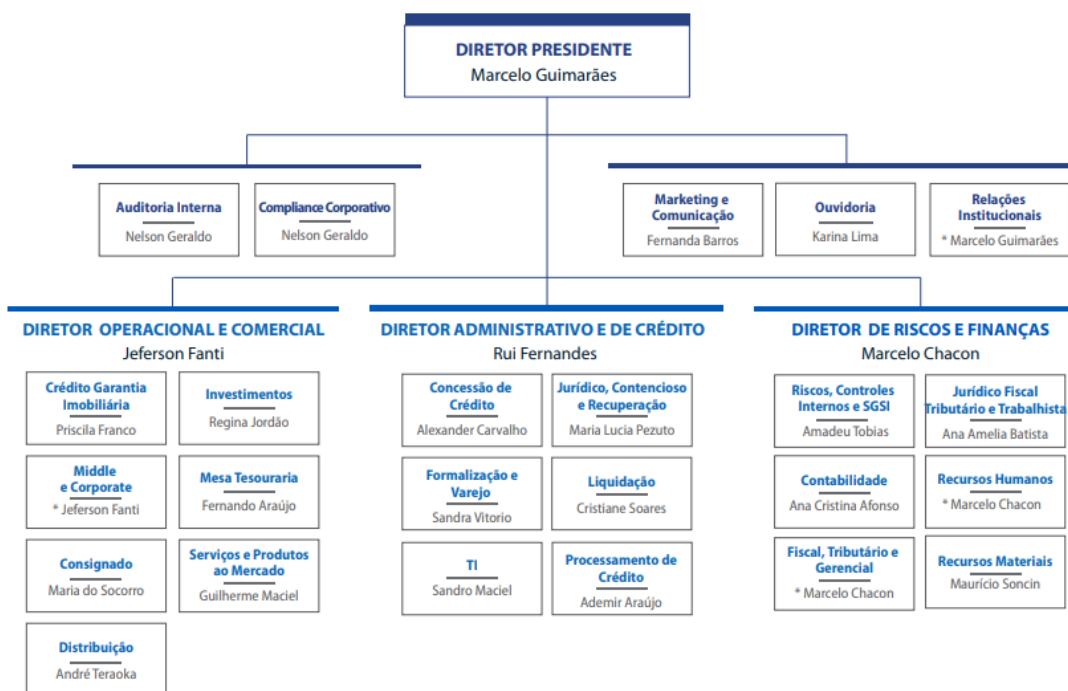 DIRETOR PRESIDENTE
Marcelo Guimarães
Auditoria Interna
Nelson Geraldo
Compliance Corporativo
Nelson Geraldo
Marketing e
Comunicação
Fernanda Barros
Ouvidoria
Karina Lima
Relações
Institucionais
* Marcelo Guimarães
DIRETOR OPERACIONAL E COMERCIAL
Jeferson Fanti
Crédito Garantia
Imobiliária
Priscila Franco
Investimentos
Regina Jordão
Middle
e Corporate
* Jeferson Fanti
Mesa Tesouraria
Fernando Araújo
Consignado
Maria do Socorro
Serviços e Produtos
ao Mercado
Guilherme Maciel
Distribuição
André Teraoka
DIRETOR ADMINISTRATIVO E DE CRÉDITO
Rui Fernandes
Concessão de
Crédito
Alexander Carvalho
Jurídico, Contencioso
e Recuperação
Maria Lucia Pezuto
Formalização e
Varejo
Sandra Vitorio
Liquidação
Cristiane Soares
TI
Sandro Maciel
Processamento de
Crédito
Ademir Araújo
DIRETOR DE RISCOS E FINANÇAS
Marcelo Chacon
Riscos, Controles
Internos e SGSI
Amadeu Tobias
Jurídico Fiscal
Tributário e Trabalhista
Ana Amelia Batista
Contabilidade
Ana Cristina Afonso
Recursos Humanos
* Marcelo Chacon
Fiscal, Tributário e
Gerencial
* Marcelo Chacon
Recursos Materiais
Maurício Soncin